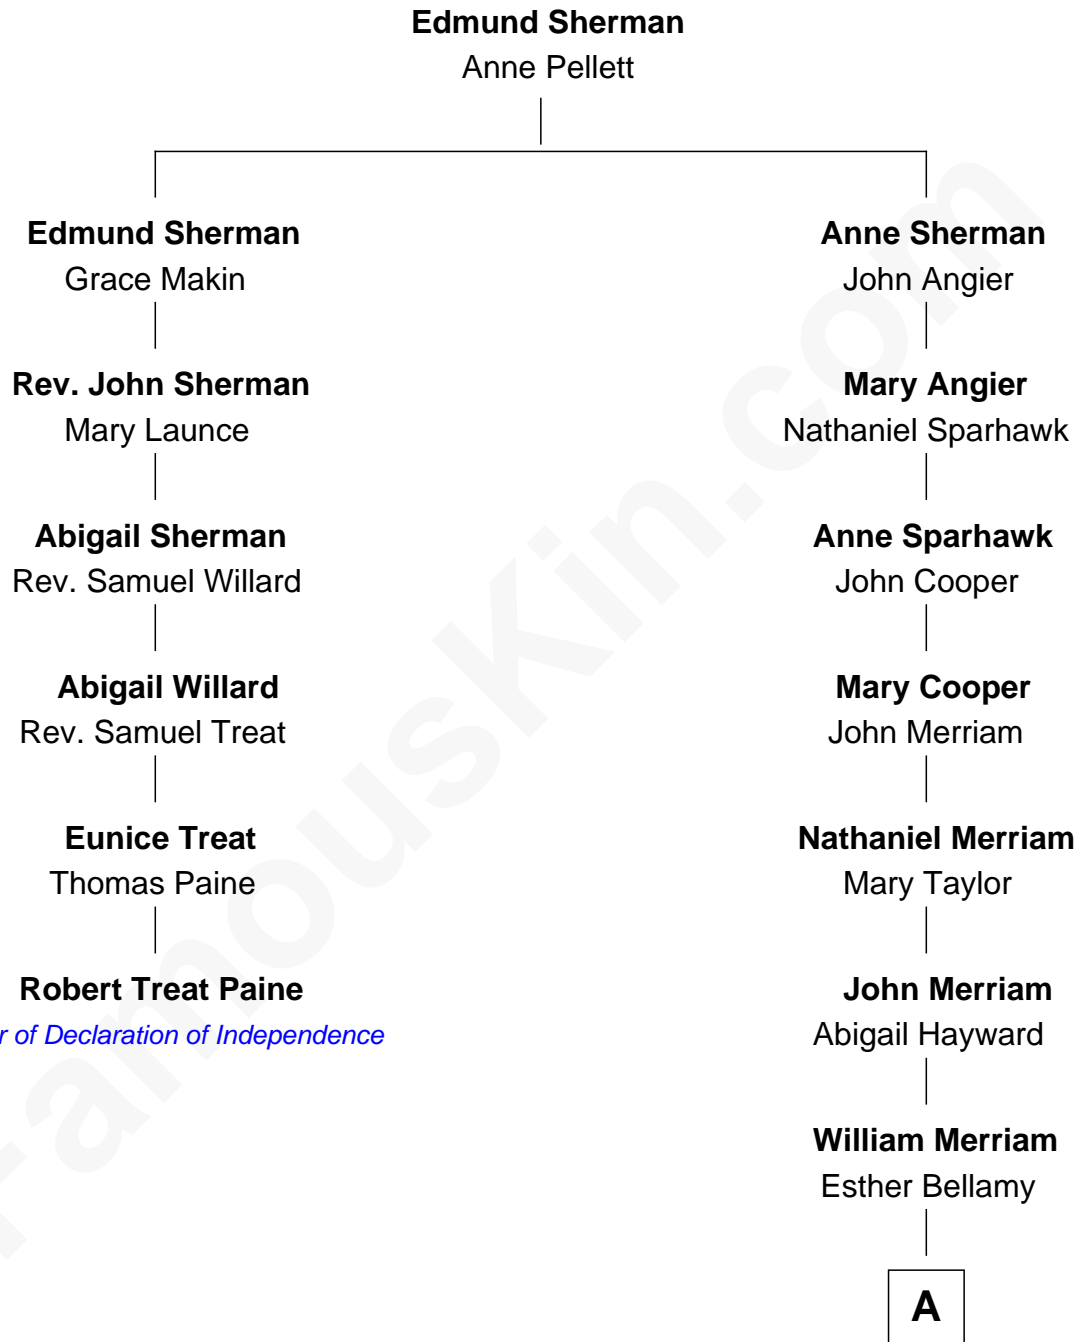 Edmund Sherman
Anne Pellett
Edmund Sherman
Grace Makin
Rev. John Sherman
Mary Launce
Abigail Sherman
Rev. Samuel Willard
Abigail Willard
Rev. Samuel Treat
Eunice Treat
Thomas Paine
Robert Treat Paine
r of Declaration of Independence
Anne Sherman
John Angier
Mary Angier
Nathaniel Sparhawk
Anne Sparhawk
John Cooper
Mary Cooper
John Merriam
Nathaniel Merriam
Mary Taylor
John Merriam
Abigail Hayward
William Merriam
Esther Bellamy
A
FamousKin.com